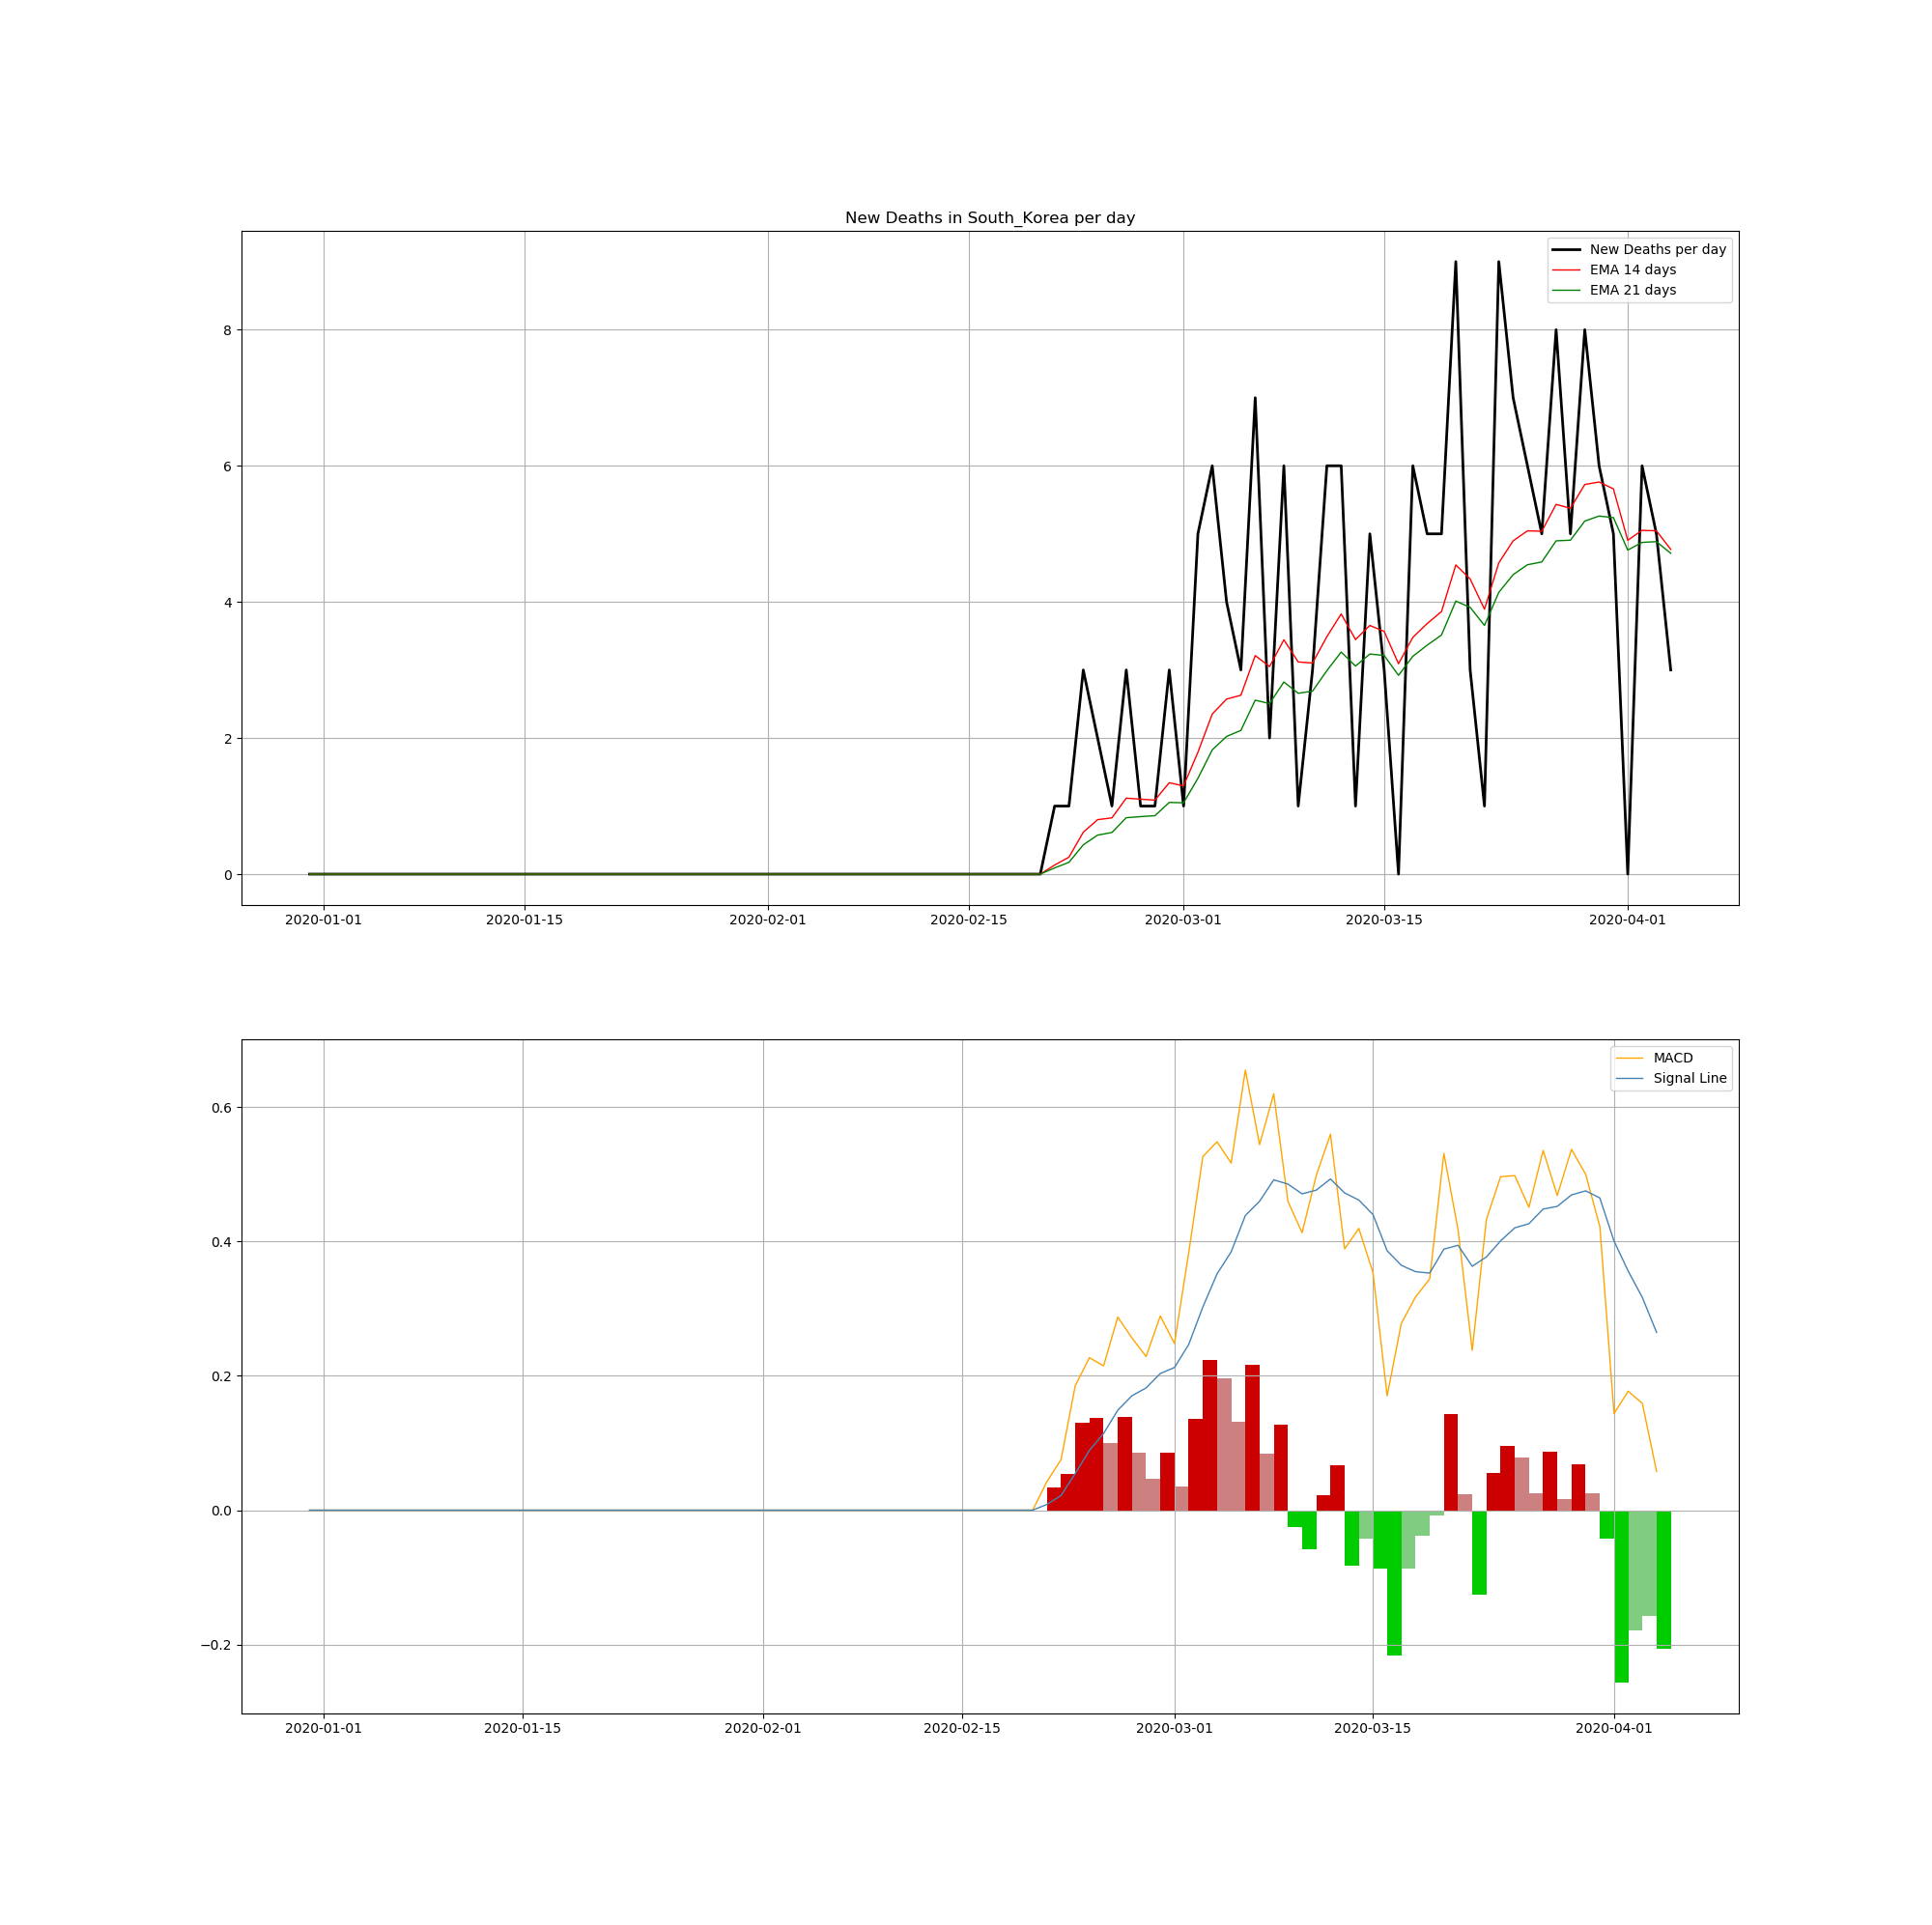 New Deaths in South_Korea per day
New Deaths per day
EMA 14 days
EMA 21 days
8
6
4
2
0
2020-01-01 2020-01-15 2020-02-01 2020-02-15 2020-03-01 2020-03-15 2020-04-01
MACD
Signal Line
0.6
0.4
0.2
0.0
−0.2
2020-01-01 2020-01-15 2020-02-01 2020-02-15 2020-03-01 2020-03-15 2020-04-01